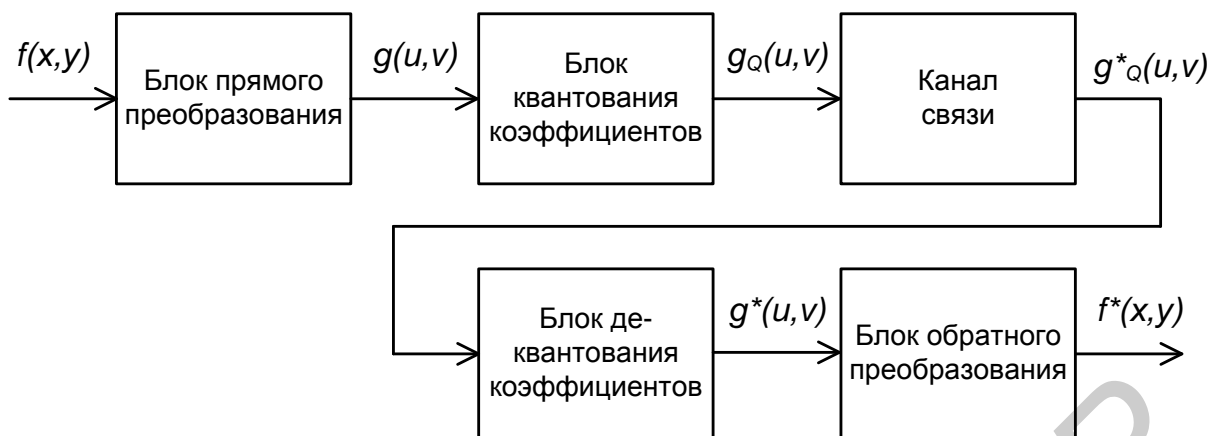 f(x,y)
Блок прямого
преобразования
g(u,v)
Блок
квантования
коэффициентов
gQ(u,v)
Канал
связи
g*Q(u,v)
Блок де-
квантования
коэффициентов
g*(u,v)
Блок обратного
преобразования
f*(x,y)